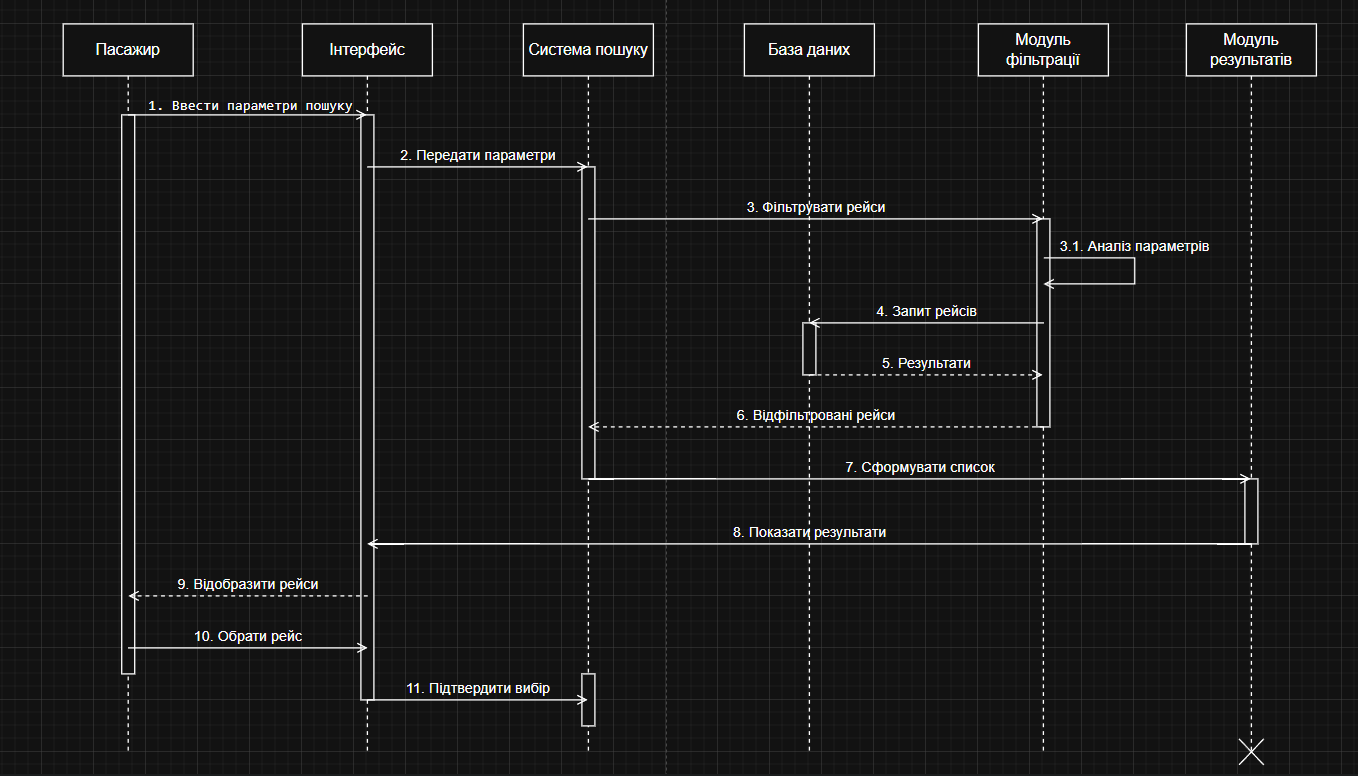 Пасажир
Інтерфейс
Система пошуку
База даних
Модуль
фільтрації
Модуль
результатів
1. Ввести параметри пошуку
2. Передати параметри
3. Фільтрувати рейси
3.1. Аналіз параметрів
4. Запит рейсів
5. Результати
6. Відфільтровані рейси
7. Сформувати список
8. Показати результати
9. Відобразити рейси
10. Обрати рейс
11. Підтвердити вибір